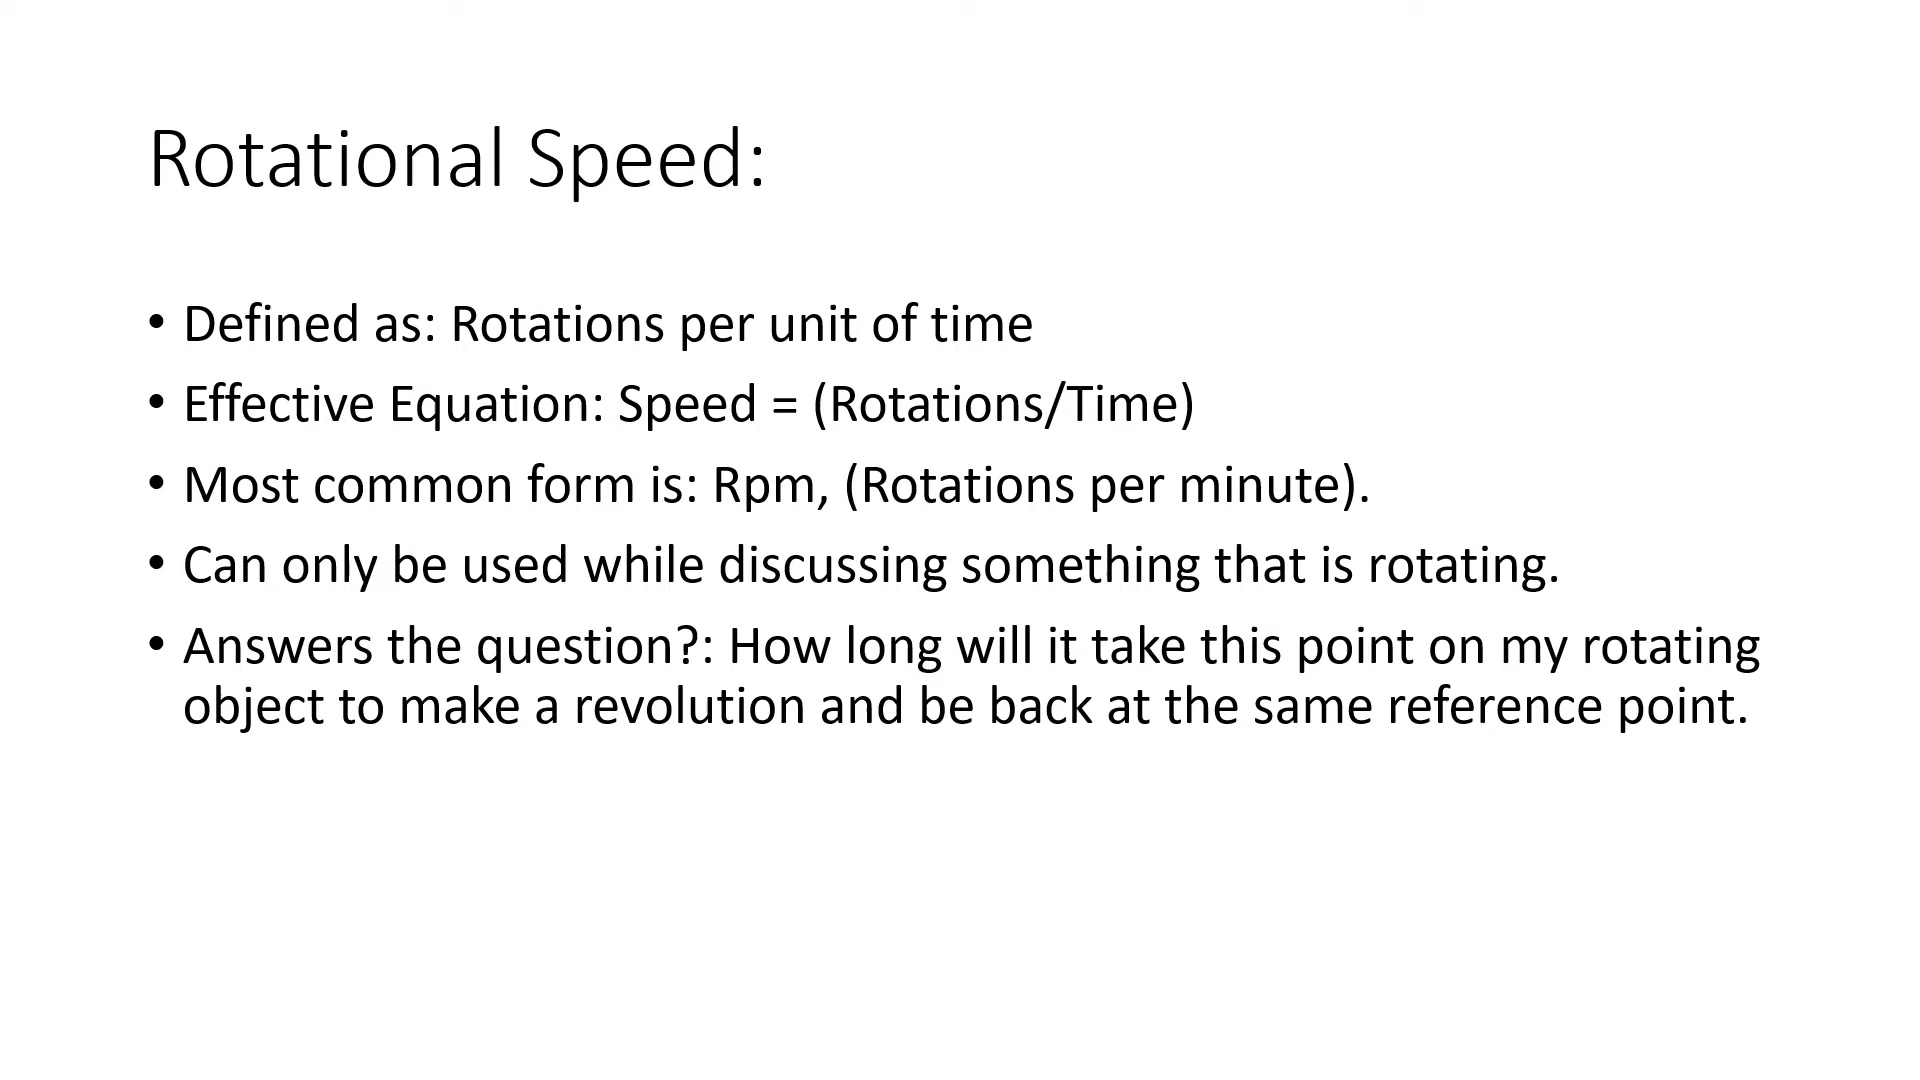 Rotational Speed:
• Defined as: Rotations per unit of time
• Effective Equation: Speed = (Rotations/Time)
• Most common form is: Rpm, (Rotations per minute).
• Can only be used while discussing something that is rotating.
• Answers the question?: How long will it take this point on my rotating
object to make a revolution and be back at the same reference point.